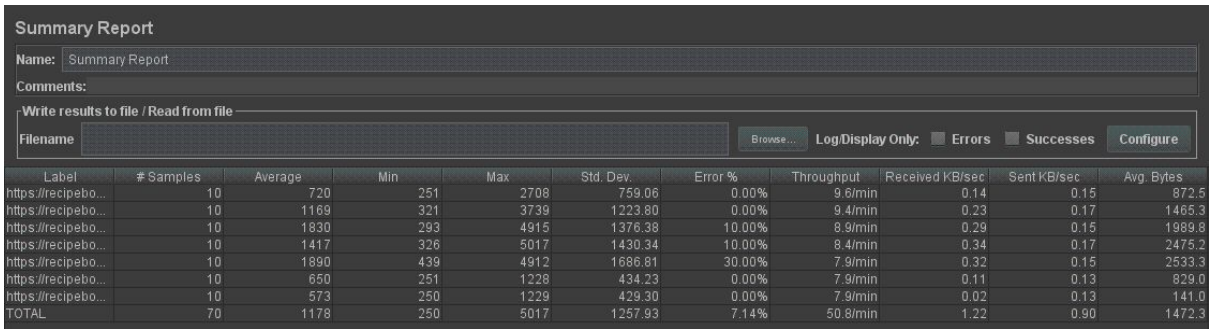 Summary Report
Name: Summary Report
Comments:
Write results to file / Read from file
Filename Browse... Log/Display Only: Errors Successes Configure
Label # Samples Average Min Max Std. Dev. Error % Throughput Received KB/sec Sent KB/sec Avg. Bytes
https://recipebo... 10 720 251 2708 759.06 0.00% 9.6/min 0.14 0.15 872.5
https://recipebo... 10 1169 321 3739 1223.80 0.00% 9.4/min 0.23 0.17 1465.3
https://recipebo... 10 1830 293 4915 1376.38 10.00% 8.9/min 0.29 0.15 1989.8
https://recipebo... 10 1417 326 5017 1430.34 10.00% 8.4/min 0.34 0.17 2475.2
https://recipebo... 10 1890 439 4912 1686.81 30.00% 7.9/min 0.32 0.15 2533.3
https://recipebo... 10 650 251 1228 434.23 0.00% 7.9/min 0.11 0.13 829.0
https://recipebo... 10 573 250 1229 429.30 0.00% 7.9/min 0.02 0.13 141.0
TOTAL 70 1178 250 5017 1257.93 7.14% 50.8/min 1.22 0.90 1472.3